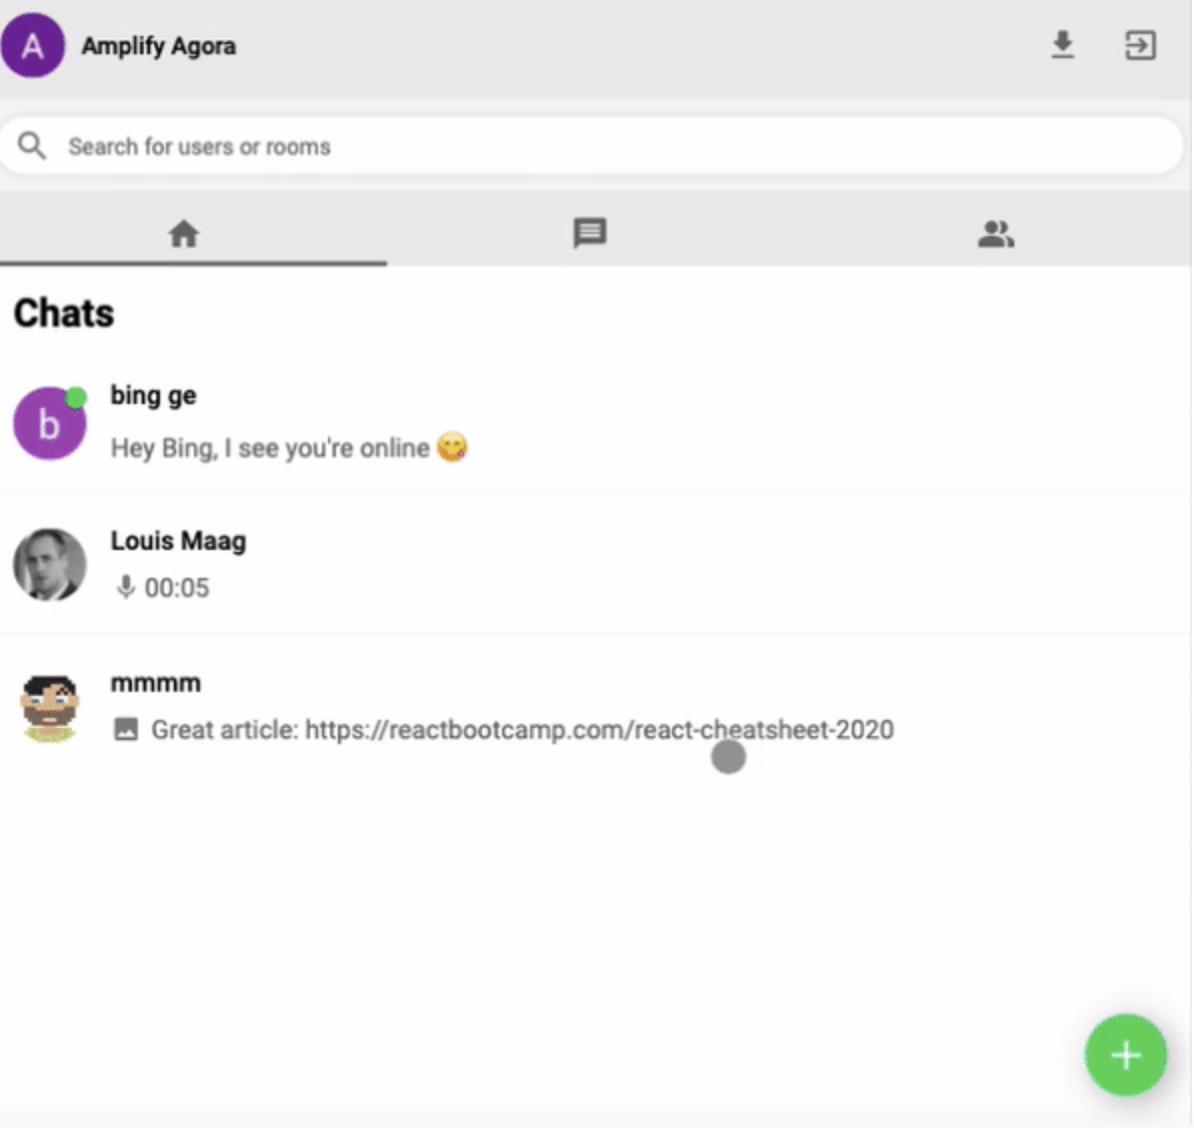 A Amplify Agora
Search for users or rooms
Chats
b
bing ge
Hey Bing, I see you're online 😋
Louis Maag
00:05
mmmm
Great article: https://reactbootcamp.com/react-cheatsheet-2020